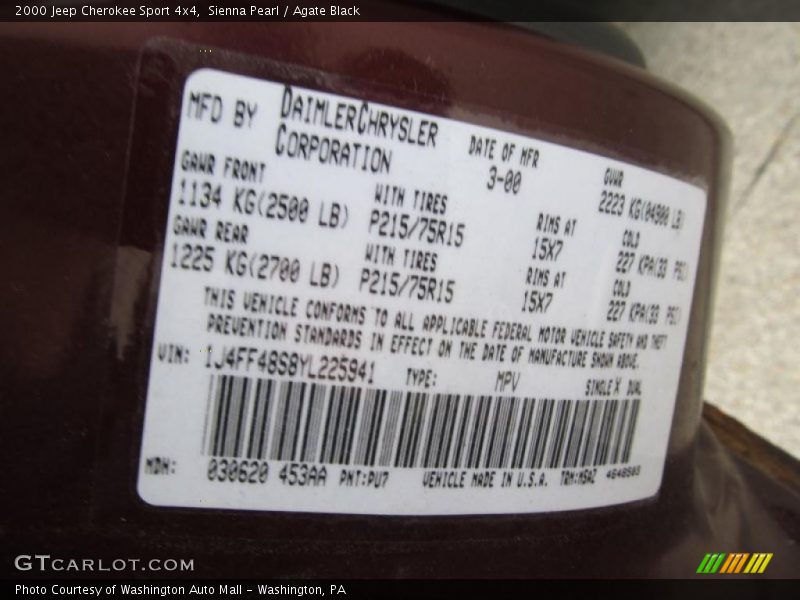 2000 Jeep Cherokee Sport 4x4,  Sienna Pearl / Agate Black
MFD BY DAIMLERCHRYSLER CORPORATION
DATE OF MFR 3-00
GVWR 2223 KG(04900 LB)
GAWR FRONT 1134 KG(2500 LB)
WITH TIRES P215/75R15
RIMS AT 15X7
COLD 227 KPA(33 PSI)
GAWR REAR 1225 KG(2700 LB)
WITH TIRES P215/75R15
RIMS AT 15X7
COLD 227 KPA(33 PSI)
THIS VEHICLE CONFORMS TO ALL APPLICABLE FEDERAL MOTOR VEHICLE SAFETY AND THEFT
PREVENTION STANDARDS IN EFFECT ON THE DATE OF MANUFACTURE SHOWN ABOVE.
VIN: 1J4FF48S8YL225941 TYPE: MPV SINGLE X DUAL
MDH: 030620 453AA PNT:PU7 VEHICLE MADE IN U.S.A. TRM:MSAZ 4648503
GTCARLOT.COM
Photo Courtesy of Washington Auto Mall - Washington, PA